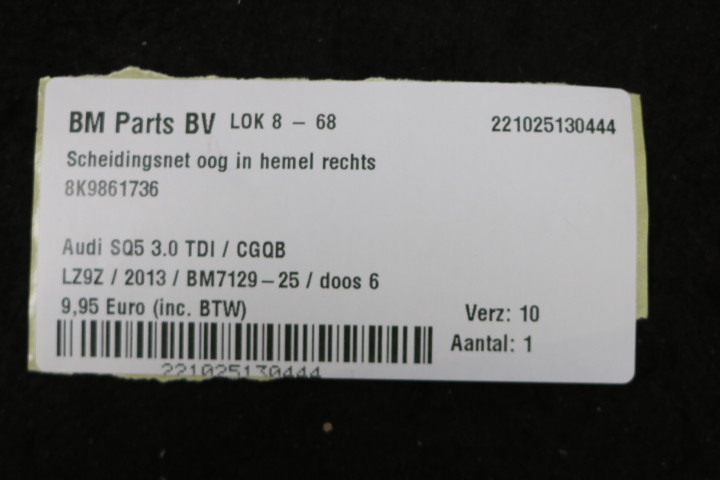 BM Parts BV LOK 8 - 68 221025130444
Scheidingsnet oog in hemel rechts
8K9861736
Audi SQ5 3.0 TDI / CGQB
LZ9Z / 2013 / BM7129-25 / doos 6
9,95 Euro (inc. BTW) Verz: 10
Aantal: 1
221025130444